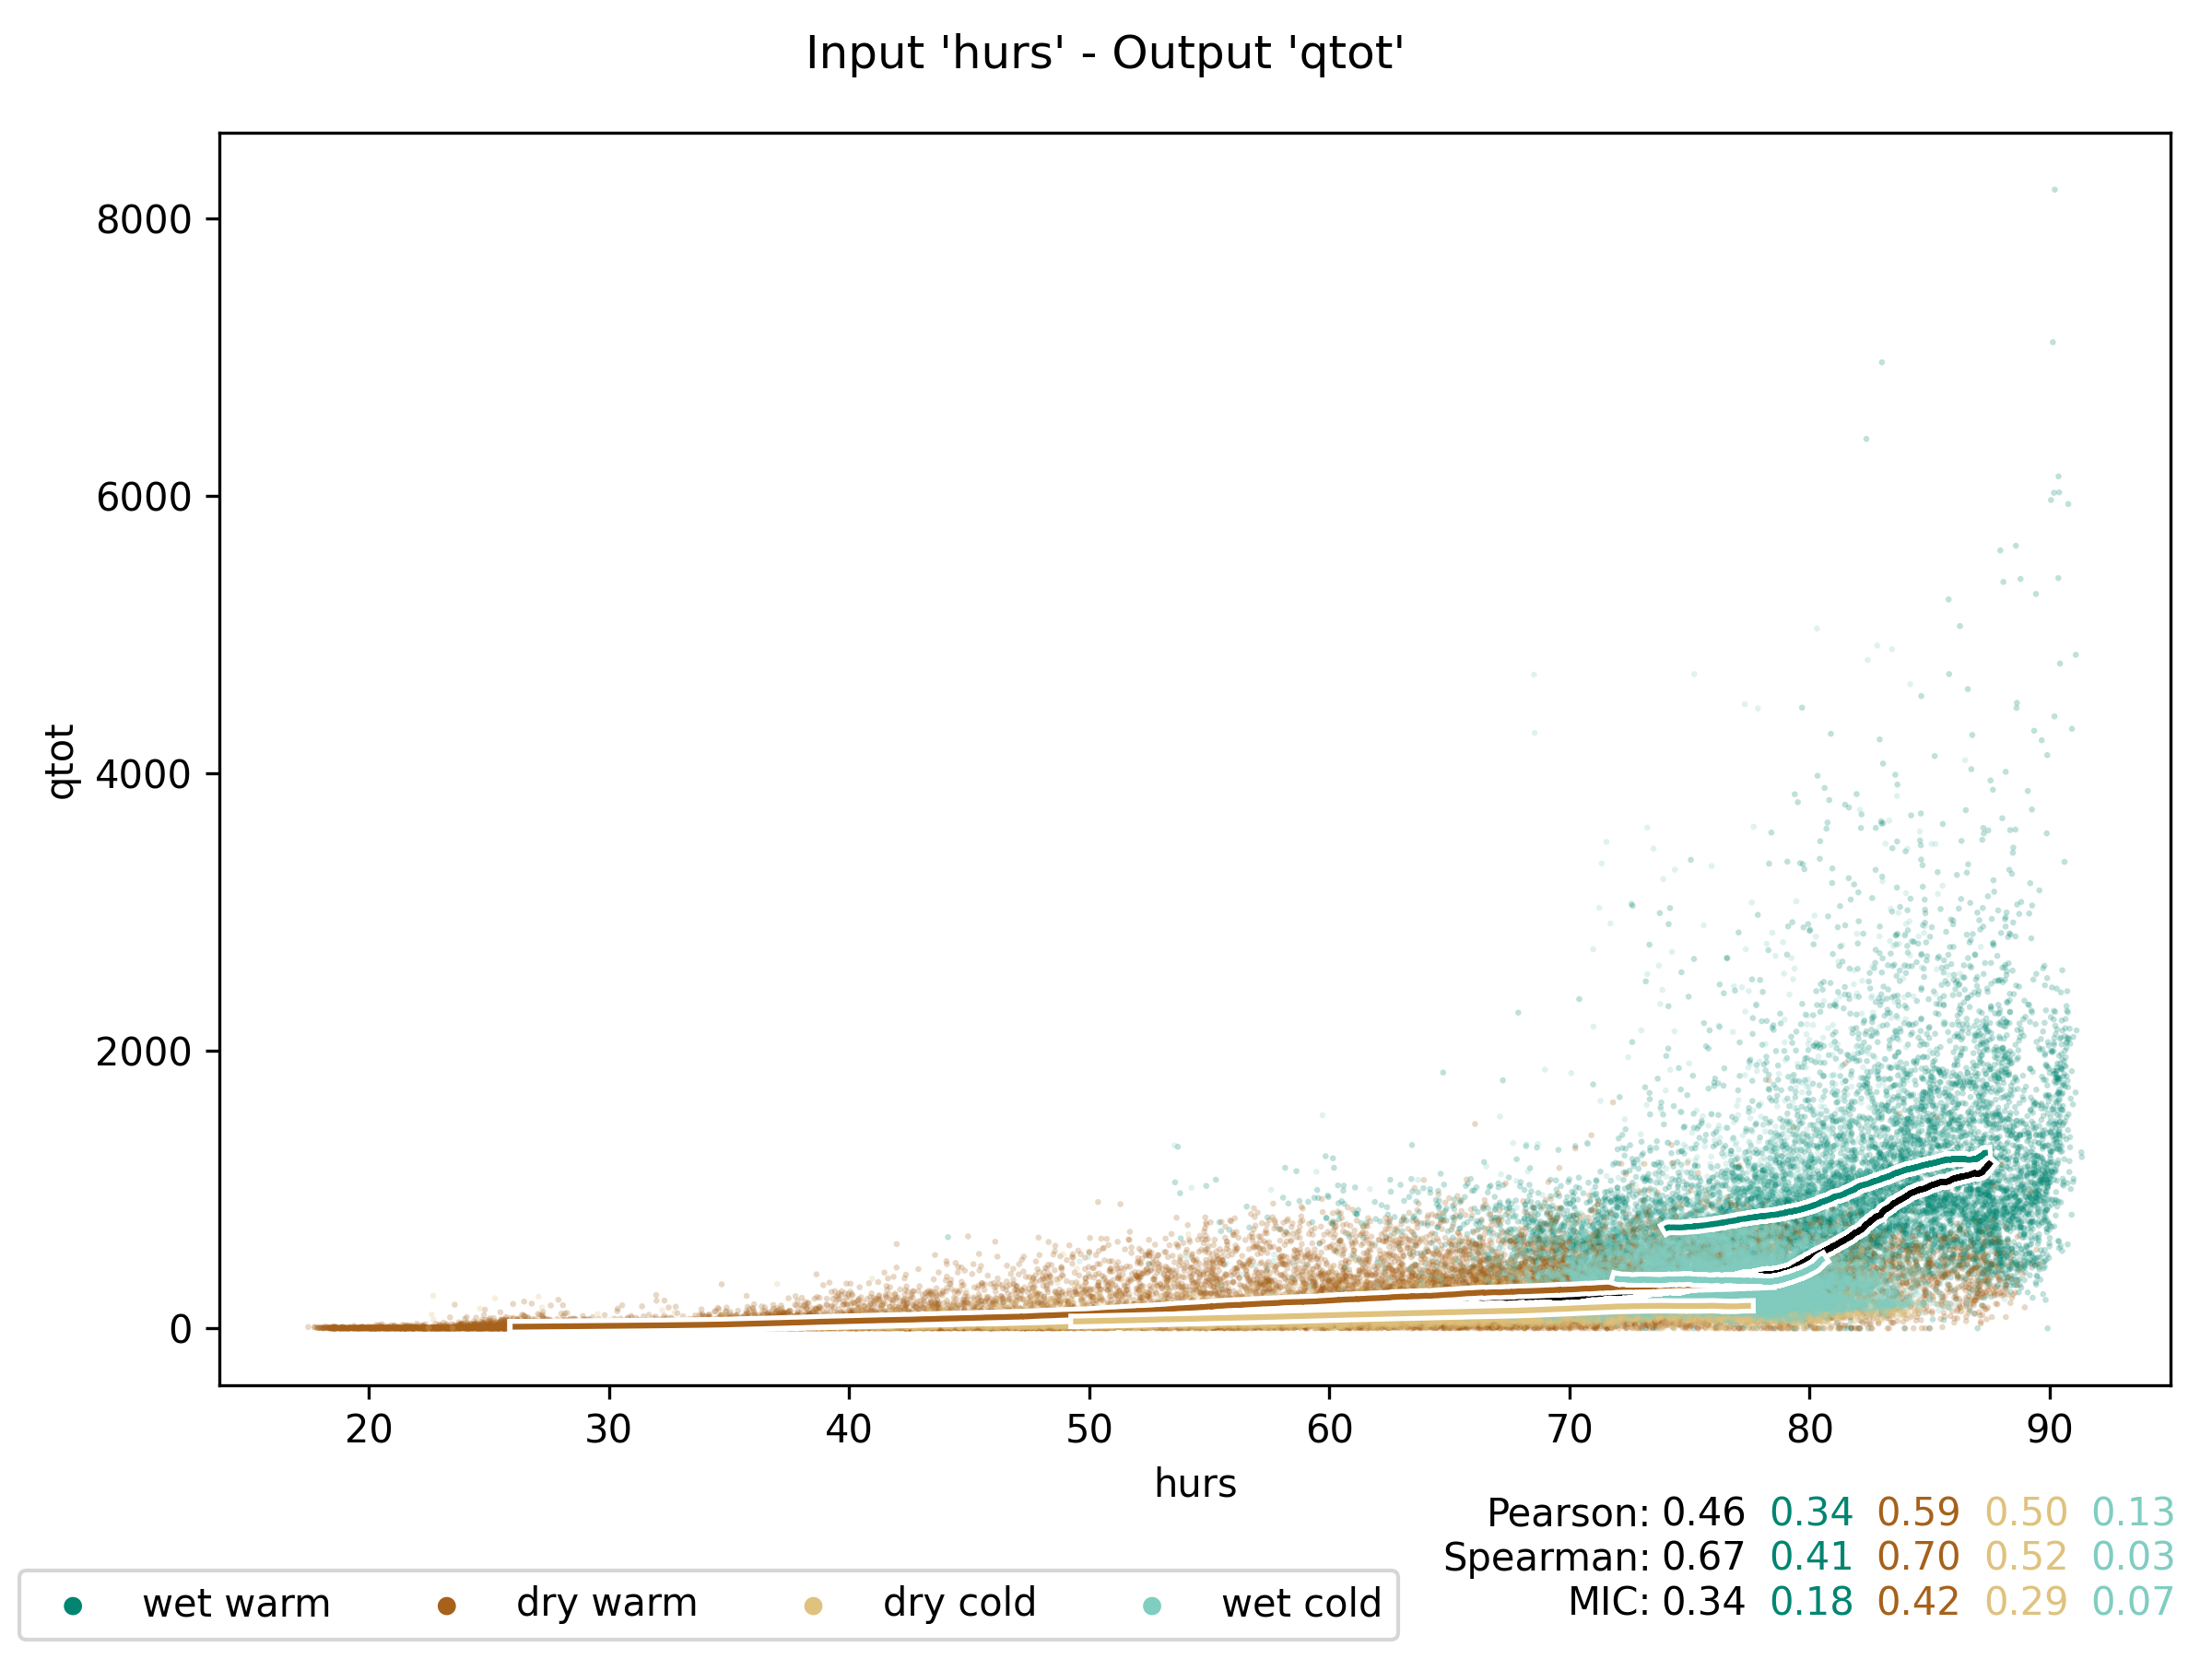 Input 'hurs' - Output 'qtot'
8000
6000
4000
2000
0
qtot
20 30 40 50 60 70 80 90
hurs
Pearson: 0.46 0.34 0.59 0.50 0.13
Spearman: 0.67 0.41 0.70 0.52 0.03
MIC: 0.34 0.18 0.42 0.29 0.07
wet warm dry warm dry cold wet cold